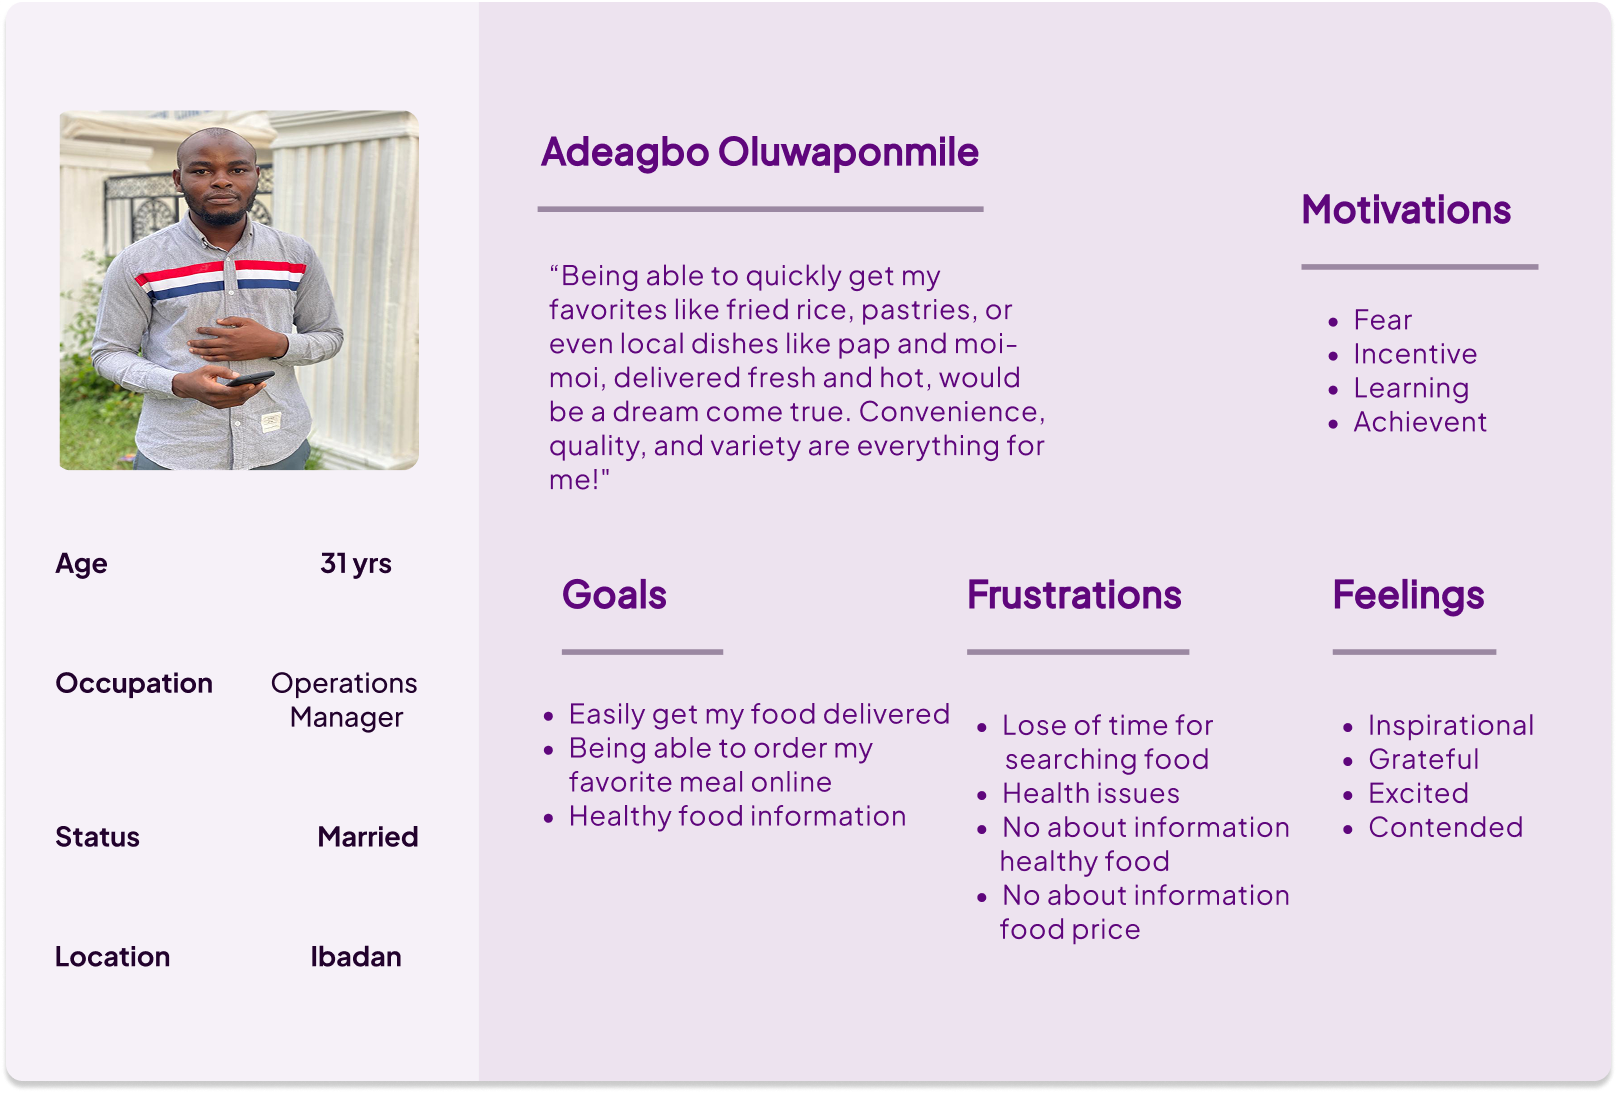 Age 31 yrs
Occupation Operations
Manager
Status Married
Location Ibadan
Adeagbo Oluwaponmile
“Being able to quickly get my
favorites like fried rice, pastries, or
even local dishes like pap and moi-
moi, delivered fresh and hot, would
be a dream come true. Convenience,
quality, and variety are everything for
me!"
Motivations
Fear
Incentive
Learning
Achievent
Goals
Easily get my food delivered
Being able to order my
favorite meal online
Healthy food information
Frustrations
Lose of time for
searching food
Health issues
No about information
healthy food
No about information
food price
Feelings
Inspirational
Grateful
Excited
Contended